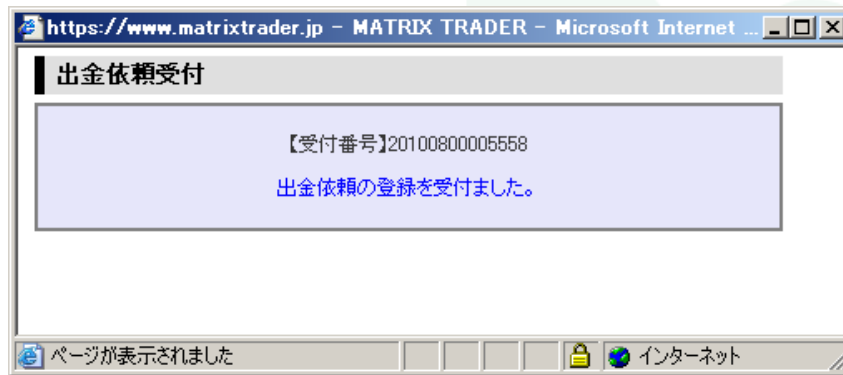 https://www.matrixtrader.jp - MATRIX TRADER - Microsoft Internet ...
出金依頼受付
【受付番号】20100800005558
出金依頼の登録を受付ました。
ページが表示されました
インターネット